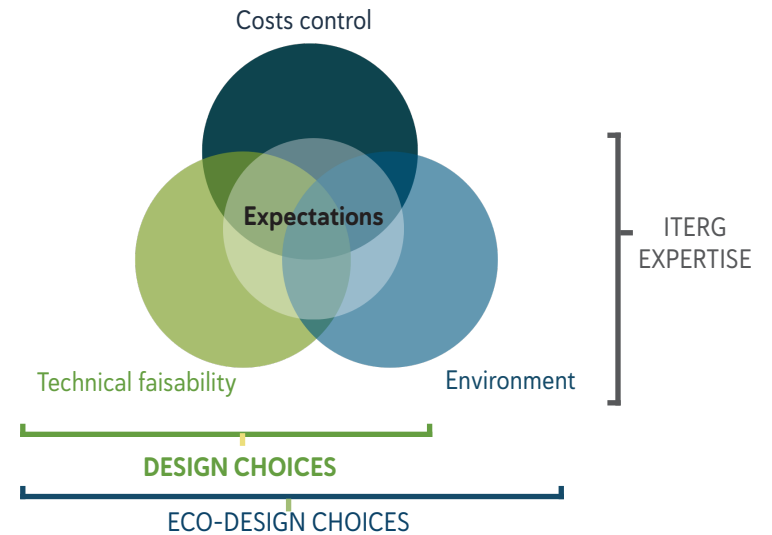 Costs control
Expectations
ITERG
EXPERTISE
Technical faisability
Environment
DESIGN CHOICES
ECO-DESIGN CHOICES